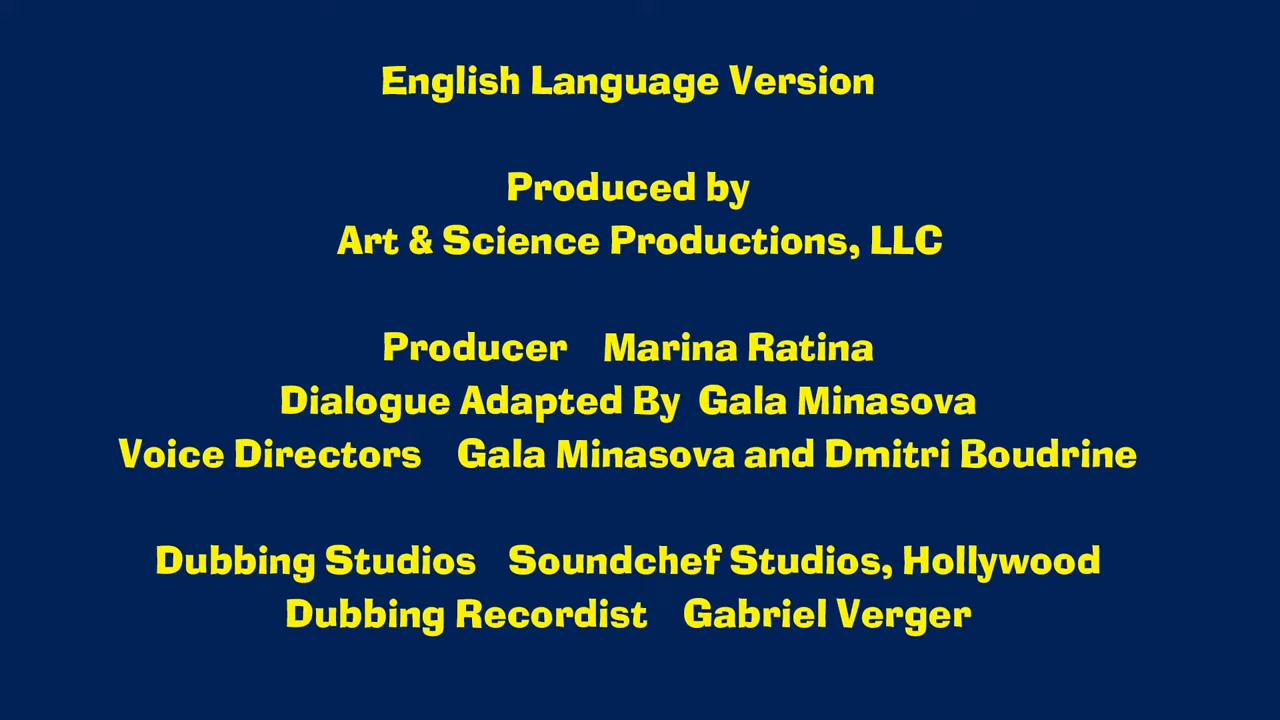 English Language Version
Produced by
Art & Science Productions, LLC
Producer Marina Ratina
Dialogue Adapted By Gala Minasova
Voice Directors Gala Minasova and Dmitri Boudrine
Dubbing Studios Soundchef Studios, Hollywood
Dubbing Recordist Gabriel Verger